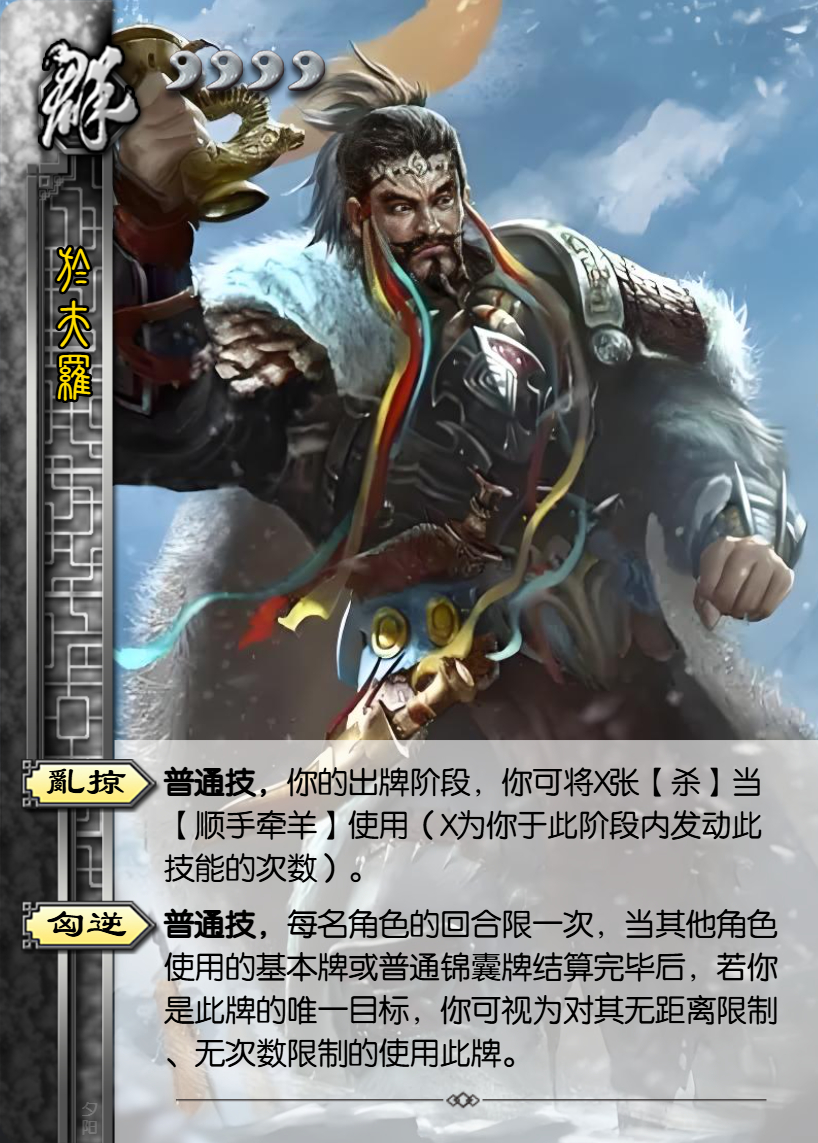 群
於夫羅
亂掠
普通技，你的出牌阶段，你可将X张【杀】当
【顺手牵羊】使用（X为你于此阶段内发动此
技能的次数）。
匈逆
普通技，每名角色的回合限一次，当其他角色
使用的基本牌或普通锦囊牌结算完毕后，若你
是此牌的唯一目标，你可视为对其无距离限制
、无次数限制的使用此牌。
夕阳